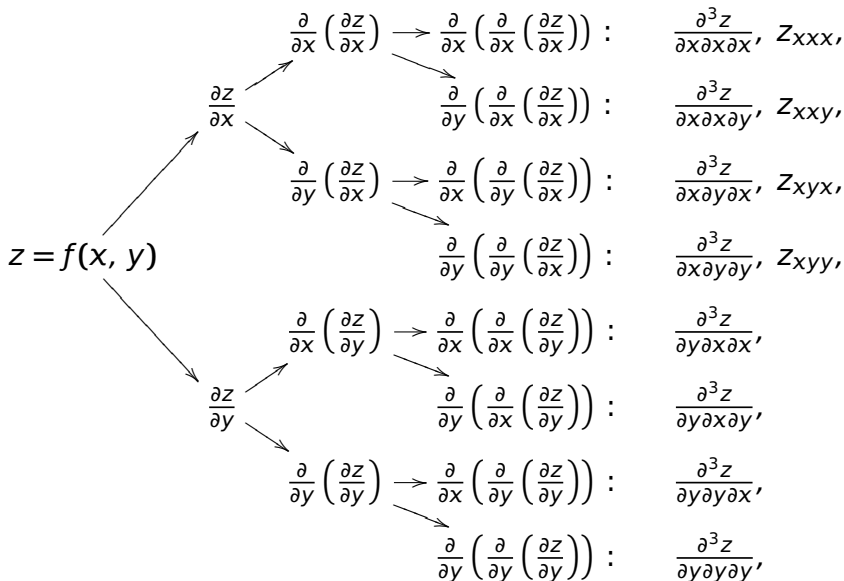 ∂/∂x (∂z/∂x) → ∂/∂x (∂/∂x (∂z/∂x)) : ∂³z/∂x∂x∂x, z_xxx,
∂z/∂x ∂/∂y (∂/∂x (∂z/∂x)) : ∂³z/∂x∂x∂y, z_xxy,
∂/∂y (∂z/∂x) → ∂/∂x (∂/∂y (∂z/∂x)) : ∂³z/∂x∂y∂x, z_xyx,
z = f(x, y) ∂/∂y (∂/∂y (∂z/∂x)) : ∂³z/∂x∂y∂y, z_xyy,
∂/∂x (∂z/∂y) → ∂/∂x (∂/∂x (∂z/∂y)) : ∂³z/∂y∂x∂x,
∂z/∂y ∂/∂y (∂/∂x (∂z/∂y)) : ∂³z/∂y∂x∂y,
∂/∂y (∂z/∂y) → ∂/∂x (∂/∂y (∂z/∂y)) : ∂³z/∂y∂y∂x,
∂/∂y (∂/∂y (∂z/∂y)) : ∂³z/∂y∂y∂y,